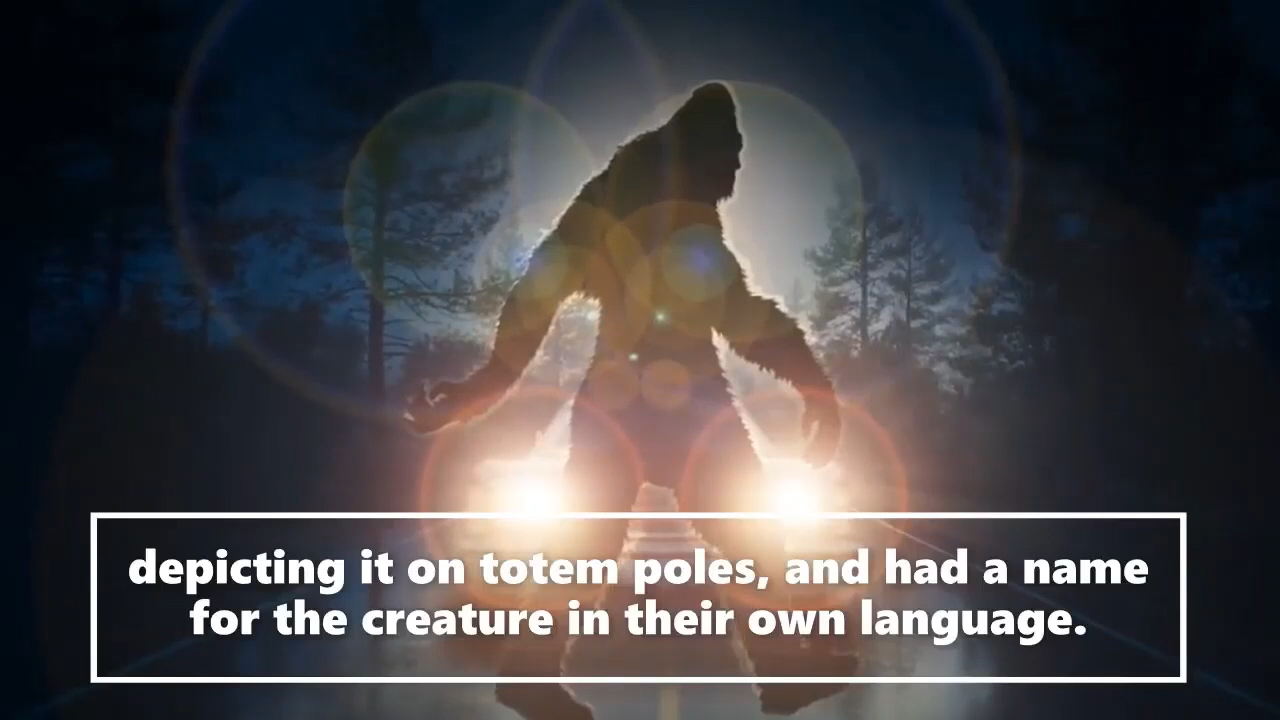 depicting it on totem poles, and had a name
for the creature in their own language.